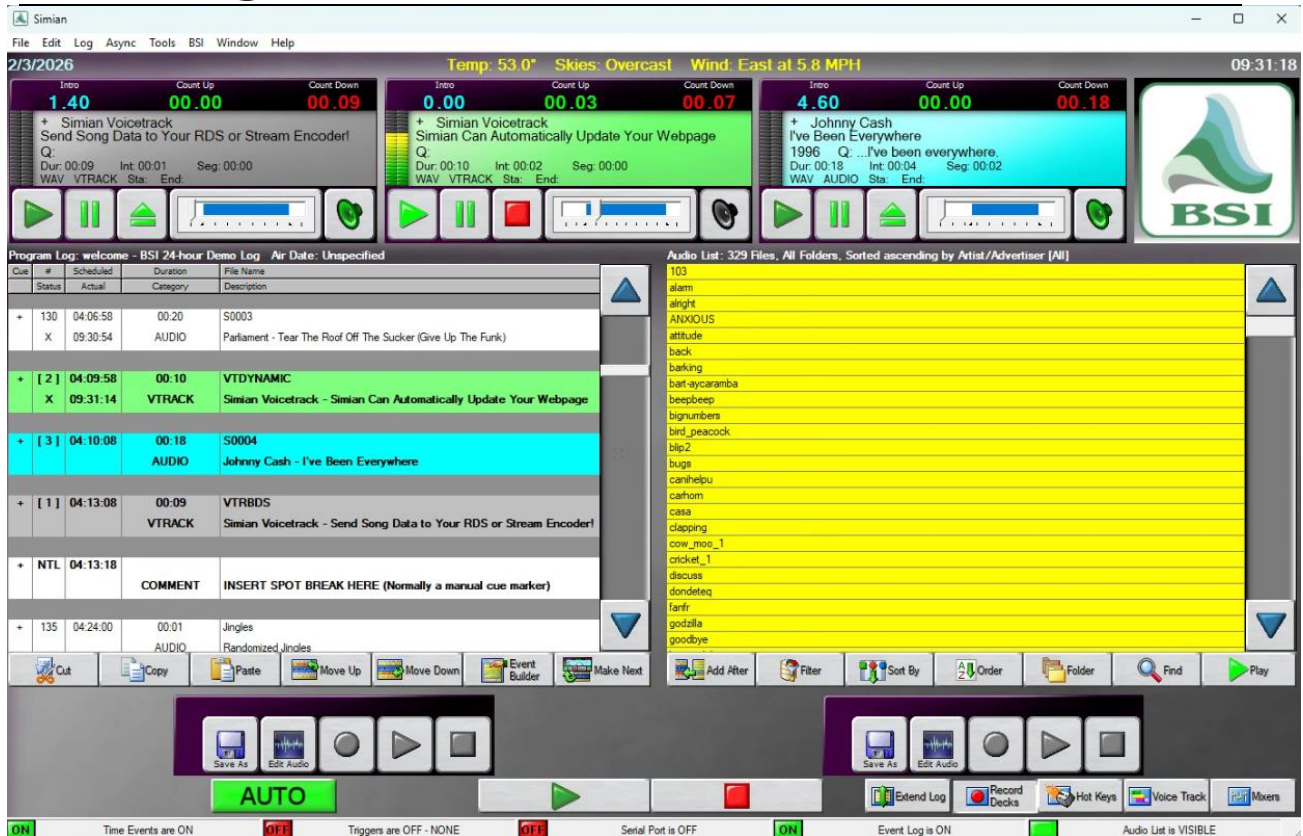 Simian
File Edit Log Async Tools BSI Window Help
2/3/2026 Temp: 53.0° Skies: Overcast Wind: East at 5.8 MPH 09:31:18
Intro Count Up Count Down
1.40 00.00 00.09
+ Simian Voicetrack
Send Song Data to Your RDS or Stream Encoder!
Q:
Dur: 00:09 Int: 00:01 Seg: 00:00
WAV VTRACK Sta: End:
Intro Count Up Count Down
0.00 00.03 00.07
+ Simian Voicetrack
Simian Can Automatically Update Your Webpage
Q:
Dur: 00:10 Int: 00:02 Seg: 00:00
WAV VTRACK Sta: End:
Intro Count Up Count Down
4.60 00.00 00.18
+ Johnny Cash
I've Been Everywhere
1996 Q: ...I've been everywhere.
Dur: 00:18 Int: 00:04 Seg: 00:02
WAV AUDIO Sta: End:
BSI
Program Log: welcome - BSI 24-hour Demo Log Air Date: Unspecified
Cue # Scheduled Duration File Name
Status Actual Category Description
+ 130 04:06:58 00:20 S0003
X 09:30:54 AUDIO Parliament - Tear The Roof Off The Sucker (Give Up The Funk)
+ [ 2 ] 04:09:58 00:10 VTDYNAMIC
X 09:31:14 VTRACK Simian Voicetrack - Simian Can Automatically Update Your Webpage
+ [ 3 ] 04:10:08 00:18 S0004
AUDIO Johnny Cash - I've Been Everywhere
+ [ 1 ] 04:13:08 00:09 VTRBDS
VTRACK Simian Voicetrack - Send Song Data to Your RDS or Stream Encoder!
+ NTL 04:13:18
COMMENT INSERT SPOT BREAK HERE (Normally a manual cue marker)
+ 135 04:24:00 00:01 Jingles
AUDIO Randomized Jingles
Audio List: 329 Files, All Folders, Sorted ascending by Artist/Advertiser [All]
103
alarm
alright
ANXIOUS
attitude
back
barking
bart-aycaramba
beepbeep
bignumbers
bird_peacock
blip2
bugs
canihelpu
carhorn
casa
clapping
cow_moo_1
cricket_1
discuss
dondeteq
fanfr
godzilla
goodbye
Cut Copy Paste Move Up Move Down Event Builder Make Next
Add After Filter Sort By Order Folder Find Play
Save As Edit Audio
Save As Edit Audio
AUTO
Extend Log Record Decks Hot Keys Voice Track Mixers
ON Time Events are ON OFF Triggers are OFF - NONE OFF Serial Port is OFF ON Event Log is ON Audio List is VISIBLE